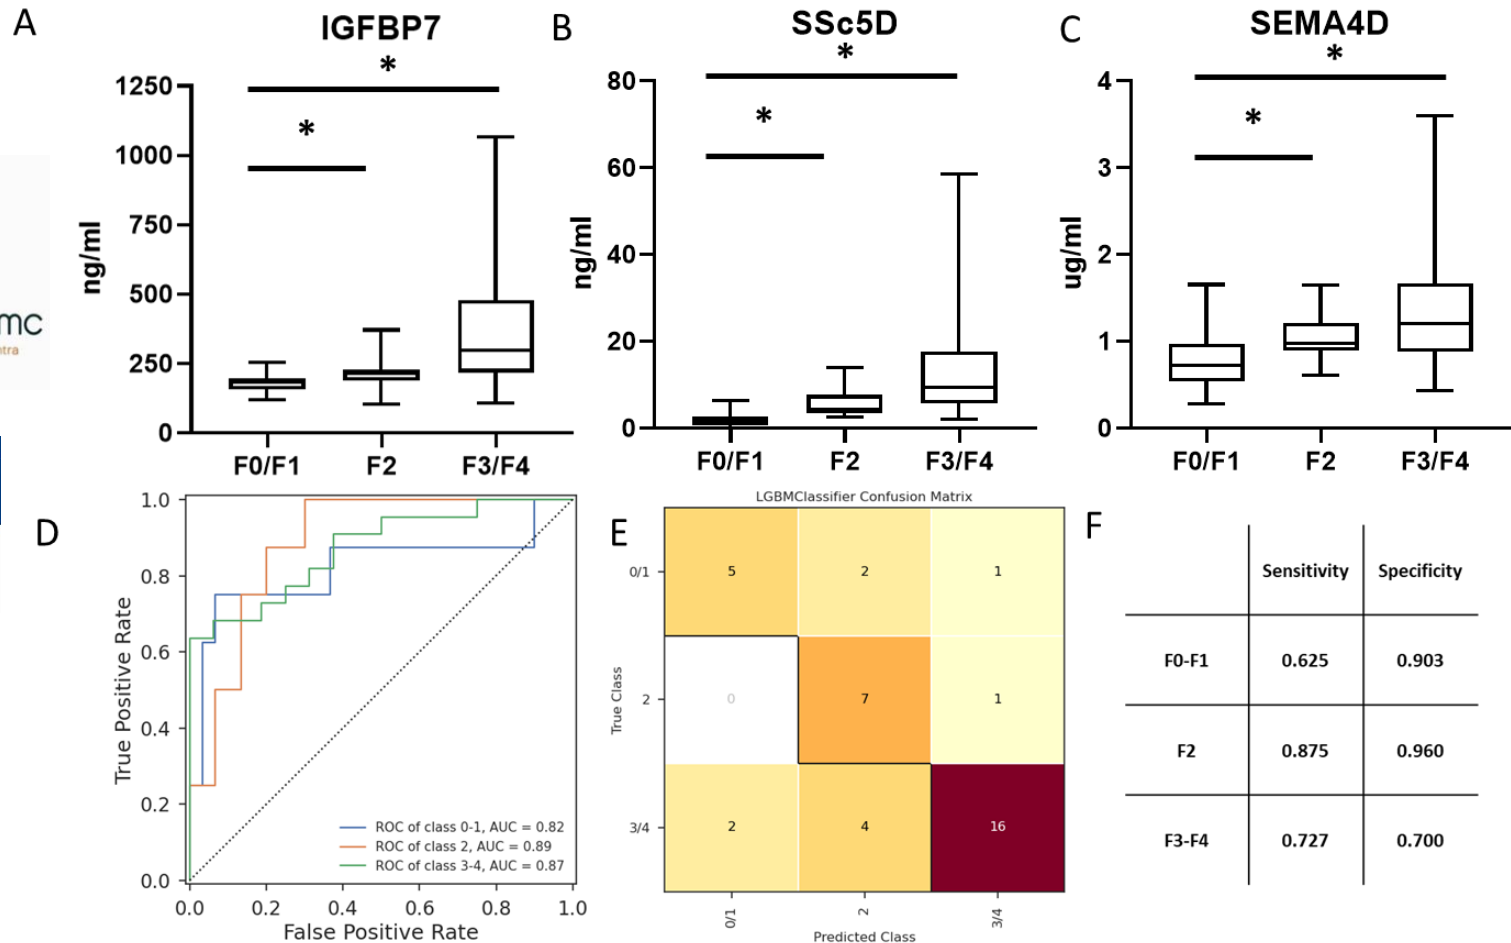 A
IGFBP7
*
*
1250
1000
750
500
250
0
ng/ml
F0/F1 F2 F3/F4
B
SSc5D
*
*
80
60
40
20
0
ng/ml
F0/F1 F2 F3/F4
C
SEMA4D
*
*
4
3
2
1
0
ug/ml
F0/F1 F2 F3/F4
mc
ntra
D
1.0
0.8
0.6
0.4
0.2
0.0
True Positive Rate
ROC of class 0-1, AUC = 0.82
ROC of class 2, AUC = 0.89
ROC of class 3-4, AUC = 0.87
0.0 0.2 0.4 0.6 0.8 1.0
False Positive Rate
E
LGBMClassifier Confusion Matrix
0/1 5 2 1
2 0 7 1
3/4 2 4 16
True Class
0/1 2 3/4
Predicted Class
F
Sensitivity Specificity
F0-F1 0.625 0.903
F2 0.875 0.960
F3-F4 0.727 0.700